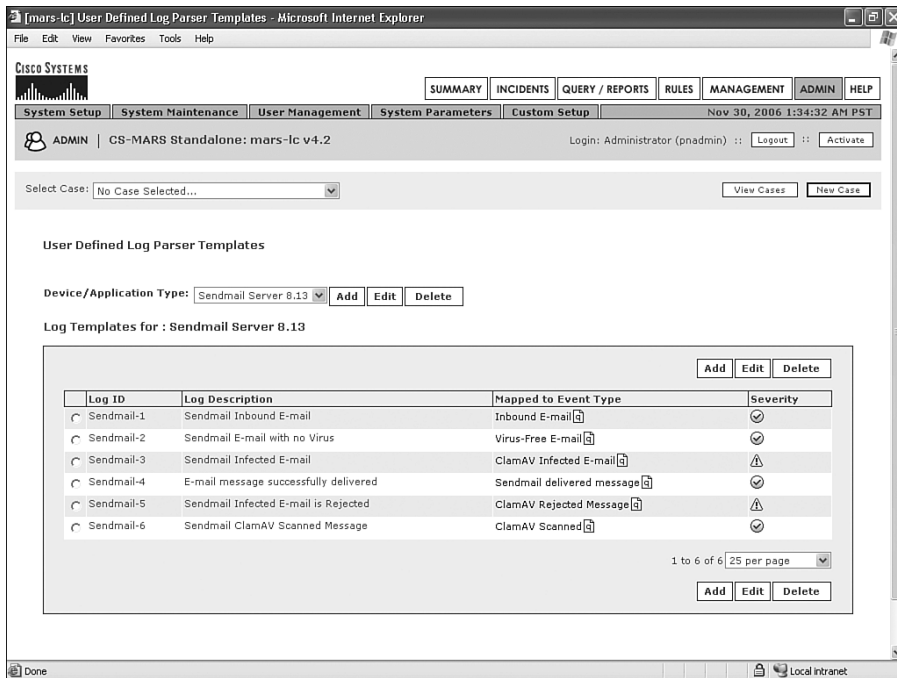 [mars-lc] User Defined Log Parser Templates - Microsoft Internet Explorer
File Edit View Favorites Tools Help
CISCO SYSTEMS
SUMMARY INCIDENTS QUERY / REPORTS RULES MANAGEMENT ADMIN HELP
System Setup System Maintenance User Management System Parameters Custom Setup Nov 30, 2006 1:34:32 AM PST
ADMIN | CS-MARS Standalone: mars-lc v4.2 Login: Administrator (pnadmin) :: Logout :: Activate
Select Case: No Case Selected... View Cases New Case
User Defined Log Parser Templates
Device/Application Type: Sendmail Server 8.13 Add Edit Delete
Log Templates for : Sendmail Server 8.13
Add Edit Delete
Log ID Log Description Mapped to Event Type Severity
Sendmail-1 Sendmail Inbound E-mail Inbound E-mail q
Sendmail-2 Sendmail E-mail with no Virus Virus-Free E-mail q
Sendmail-3 Sendmail Infected E-mail ClamAV Infected E-mail q
Sendmail-4 E-mail message successfully delivered Sendmail delivered message q
Sendmail-5 Sendmail Infected E-mail is Rejected ClamAV Rejected Message q
Sendmail-6 Sendmail ClamAV Scanned Message ClamAV Scanned q
1 to 6 of 6 25 per page
Add Edit Delete
Done Local intranet